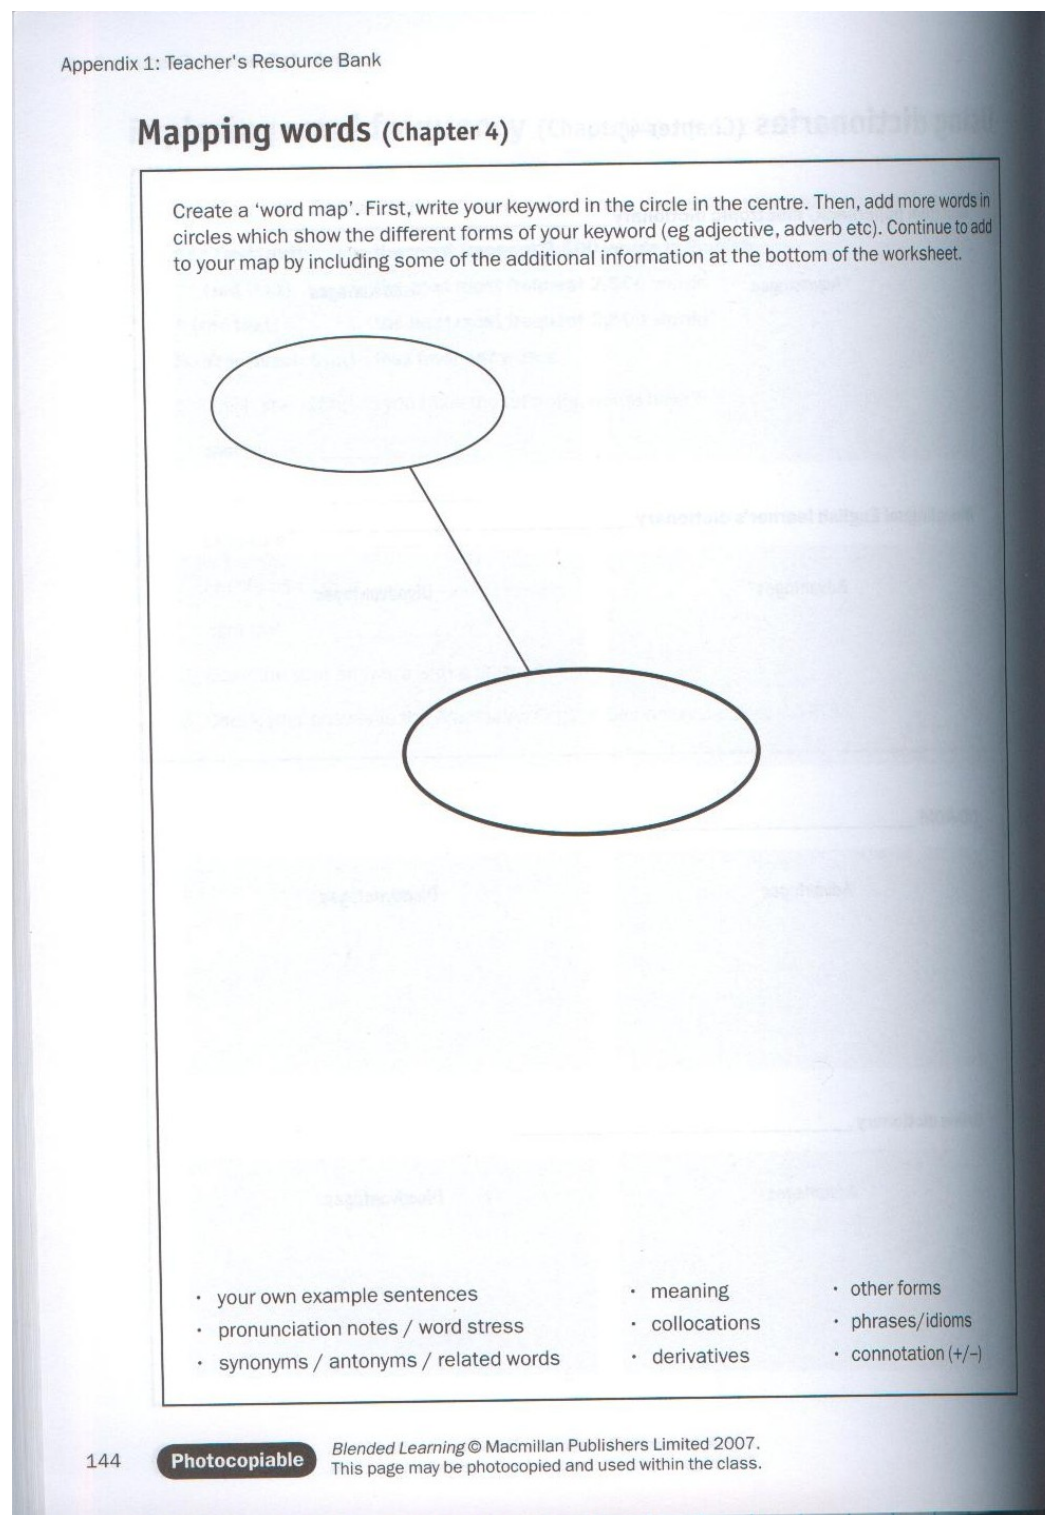 Appendix 1: Teacher's Resource Bank
Mapping words (Chapter 4)
Create a 'word map'. First, write your keyword in the circle in the centre. Then, add more words in
circles which show the different forms of your keyword (eg adjective, adverb etc). Continue to add
to your map by including some of the additional information at the bottom of the worksheet.
· your own example sentences
· pronunciation notes / word stress
· synonyms / antonyms / related words
· meaning
· collocations
· derivatives
· other forms
· phrases/idioms
· connotation (+/–)
144
Photocopiable
Blended Learning © Macmillan Publishers Limited 2007.
This page may be photocopied and used within the class.